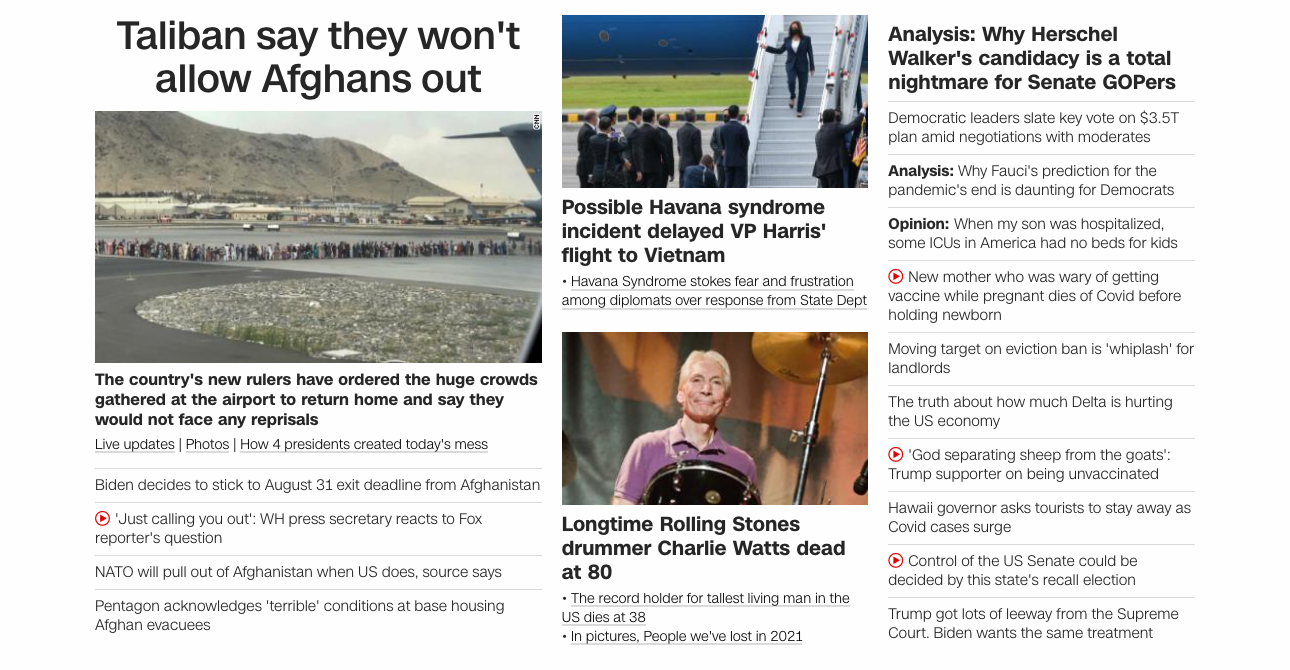 Taliban say they won't
allow Afghans out
CNN
The country's new rulers have ordered the huge crowds
gathered at the airport to return home and say they
would not face any reprisals
Live updates | Photos | How 4 presidents created today's mess
Biden decides to stick to August 31 exit deadline from Afghanistan
'Just calling you out': WH press secretary reacts to Fox
reporter's question
NATO will pull out of Afghanistan when US does, source says
Pentagon acknowledges 'terrible' conditions at base housing
Afghan evacuees
Possible Havana syndrome
incident delayed VP Harris'
flight to Vietnam
• Havana Syndrome stokes fear and frustration
among diplomats over response from State Dept
Longtime Rolling Stones
drummer Charlie Watts dead
at 80
• The record holder for tallest living man in the
US dies at 38
• In pictures, People we've lost in 2021
Analysis: Why Herschel
Walker's candidacy is a total
nightmare for Senate GOPers
Democratic leaders slate key vote on $3.5T
plan amid negotiations with moderates
Analysis: Why Fauci's prediction for the
pandemic's end is daunting for Democrats
Opinion: When my son was hospitalized,
some ICUs in America had no beds for kids
New mother who was wary of getting
vaccine while pregnant dies of Covid before
holding newborn
Moving target on eviction ban is 'whiplash' for
landlords
The truth about how much Delta is hurting
the US economy
'God separating sheep from the goats':
Trump supporter on being unvaccinated
Hawaii governor asks tourists to stay away as
Covid cases surge
Control of the US Senate could be
decided by this state's recall election
Trump got lots of leeway from the Supreme
Court. Biden wants the same treatment